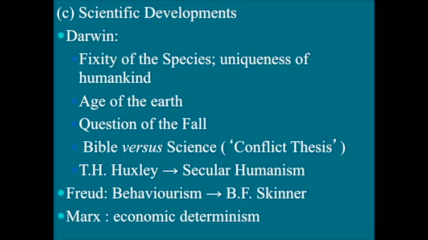 (c) Scientific Developments
Darwin:
Fixity of the Species; uniqueness of
humankind
Age of the earth
Question of the Fall
Bible versus Science (‘Conflict Thesis’)
T.H. Huxley → Secular Humanism
Freud: Behaviourism → B.F. Skinner
Marx : economic determinism